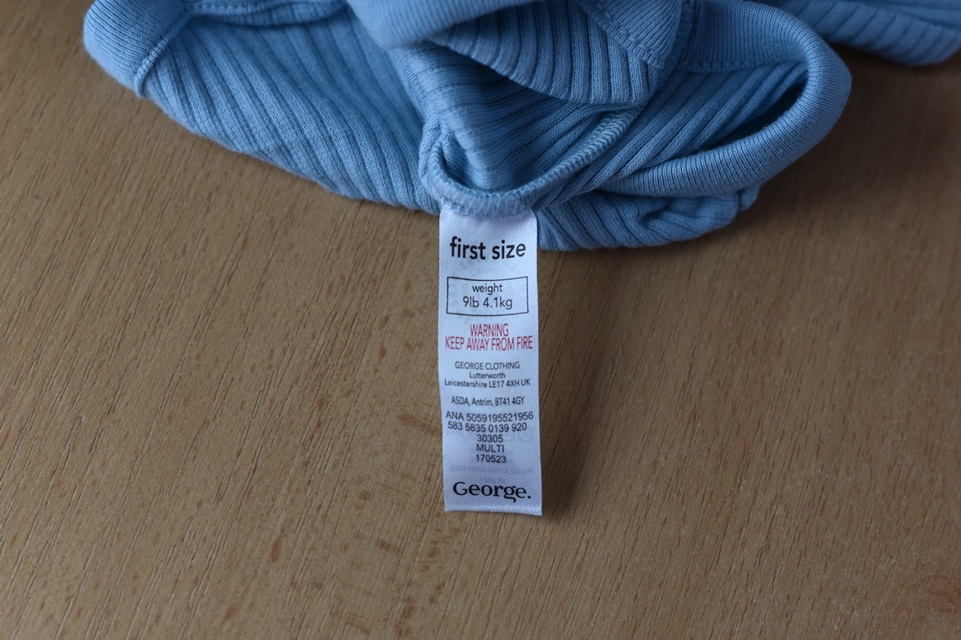 first size
weight
9lb 4.1kg
WARNING
KEEP AWAY FROM FIRE
GEORGE CLOTHING
Lutterworth
Leicestershire LE17 4XH UK
ASDA, Antrim, BT41 4GY
ANA 5059195521956
583 5835 0139 920
30305
MULTI
170523
George.